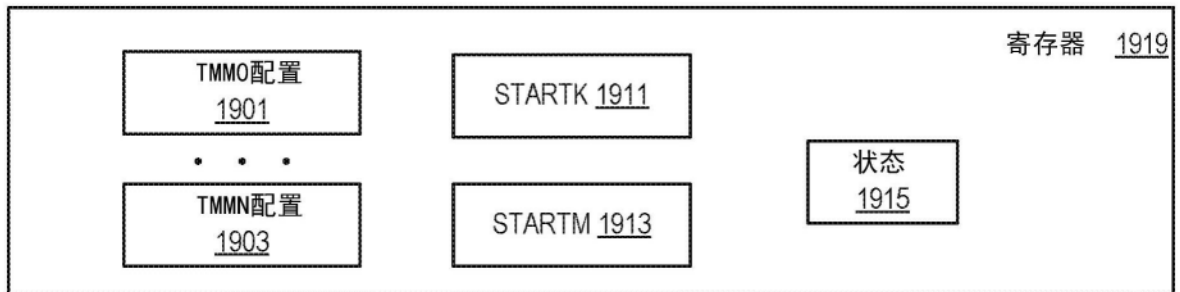 寄存器 1919
TMM0配置
1901
STARTK 1911
• • •
状态
1915
TMMN配置
1903
STARTM 1913